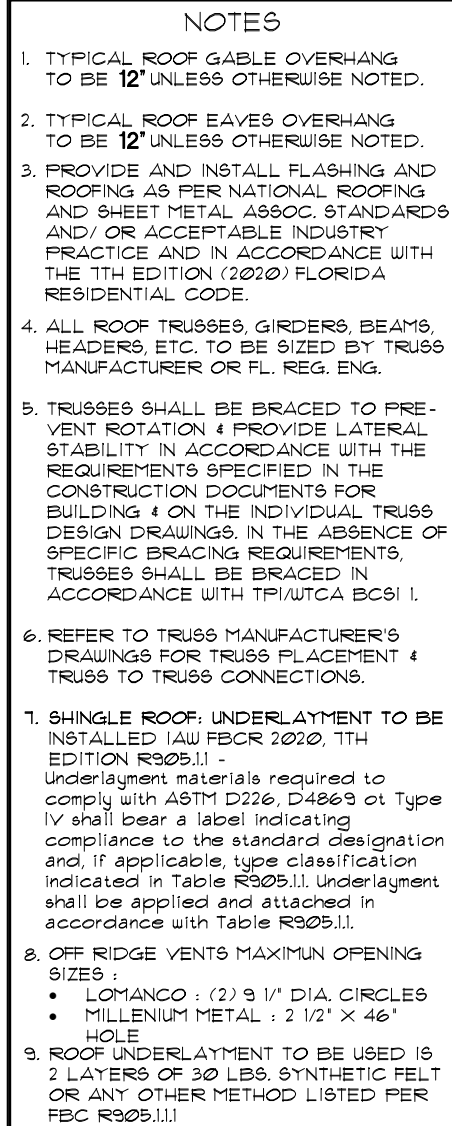 NOTES
1. TYPICAL ROOF GABLE OVERHANG
TO BE 12" UNLESS OTHERWISE NOTED.
2. TYPICAL ROOF EAVES OVERHANG
TO BE 12" UNLESS OTHERWISE NOTED.
3. PROVIDE AND INSTALL FLASHING AND
ROOFING AS PER NATIONAL ROOFING
AND SHEET METAL ASSOC. STANDARDS
AND/ OR ACCEPTABLE INDUSTRY
PRACTICE AND IN ACCORDANCE WITH
THE 7TH EDITION (2020) FLORIDA
RESIDENTIAL CODE.
4. ALL ROOF TRUSSES, GIRDERS, BEAMS,
HEADERS, ETC. TO BE SIZED BY TRUSS
MANUFACTURER OR FL. REG. ENG.
5. TRUSSES SHALL BE BRACED TO PRE-
VENT ROTATION & PROVIDE LATERAL
STABILITY IN ACCORDANCE WITH THE
REQUIREMENTS SPECIFIED IN THE
CONSTRUCTION DOCUMENTS FOR
BUILDING & ON THE INDIVIDUAL TRUSS
DESIGN DRAWINGS. IN THE ABSENCE OF
SPECIFIC BRACING REQUIREMENTS,
TRUSSES SHALL BE BRACED IN
ACCORDANCE WITH TPI/WTCA BCSI 1.
6. REFER TO TRUSS MANUFACTURER'S
DRAWINGS FOR TRUSS PLACEMENT &
TRUSS TO TRUSS CONNECTIONS.
7. SHINGLE ROOF: UNDERLAYMENT TO BE
INSTALLED IAW FBCR 2020, 7TH
EDITION R905.1.1 -
Underlayment materials required to
comply with ASTM D226, D4869 ot Type
IV shall bear a label indicating
compliance to the standard designation
and, if applicable, type classification
indicated in Table R905.1.1. Underlayment
shall be applied and attached in
accordance with Table R905.1.1.
8. OFF RIDGE VENTS MAXIMUN OPENING
SIZES :
• LOMANCO : (2) 9 1/" DIA. CIRCLES
• MILLENIUM METAL : 2 1/2" X 46"
HOLE
9. ROOF UNDERLAYMENT TO BE USED IS
2 LAYERS OF 30 LBS. SYNTHETIC FELT
OR ANY OTHER METHOD LISTED PER
FBC R905.1.1.1